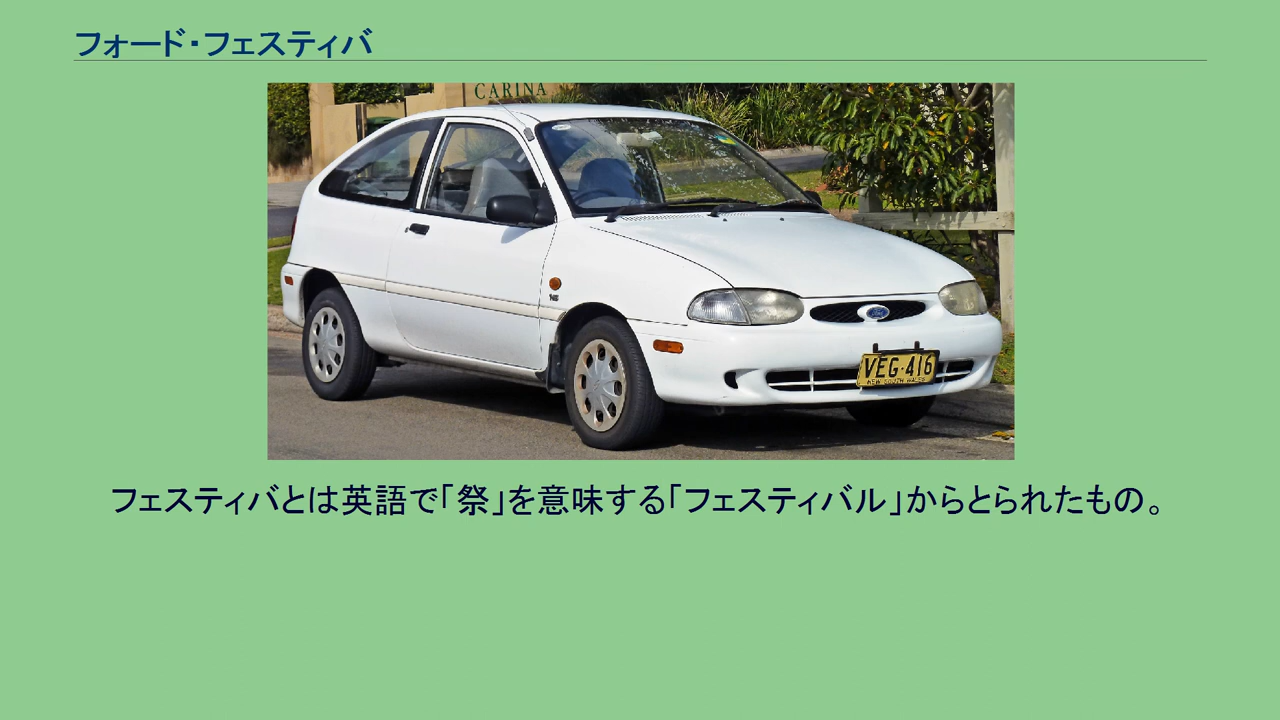 フォード・フェスティバ
CARINA
Ford
VEG·416
NEW SOUTH WALES
フェスティバとは英語で「祭」を意味する「フェスティバル」からとられたもの。